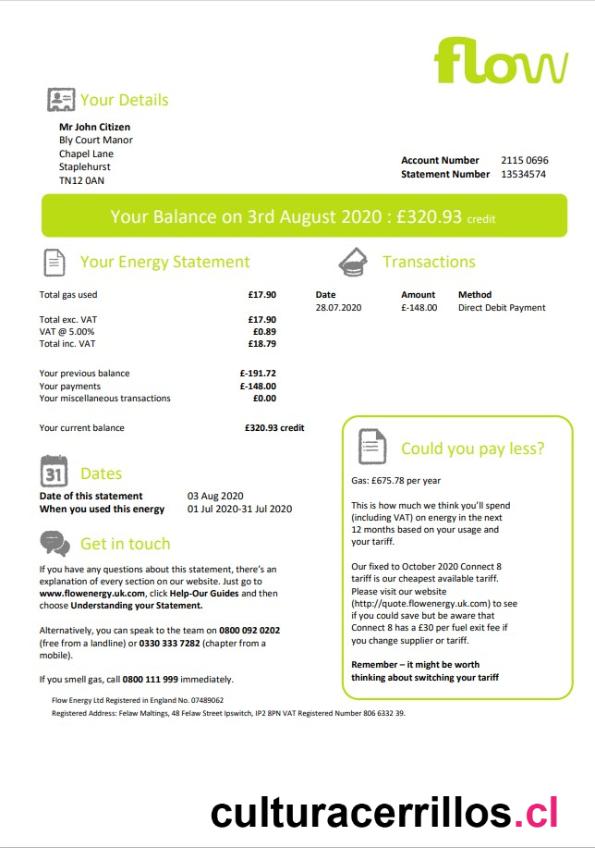 flow
Your Details
Mr John Citizen
Bly Court Manor
Chapel Lane
Staplehurst
TN12 0AN
Account Number 2115 0696
Statement Number 13534574
Your Balance on 3rd August 2020 : £320.93 credit
Your Energy Statement
Total gas used £17.90
Total exc. VAT £17.90
VAT @ 5.00% £0.89
Total inc. VAT £18.79
Your previous balance £-191.72
Your payments £-148.00
Your miscellaneous transactions £0.00
Your current balance £320.93 credit
Transactions
Date Amount Method
28.07.2020 £-148.00 Direct Debit Payment
31 Dates
Date of this statement 03 Aug 2020
When you used this energy 01 Jul 2020-31 Jul 2020
Get in touch
If you have any questions about this statement, there's an
explanation of every section on our website. Just go to
www.flowenergy.uk.com, click Help-Our Guides and then
choose Understanding your Statement.
Alternatively, you can speak to the team on 0800 092 0202
(free from a landline) or 0330 333 7282 (chapter from a
mobile).
If you smell gas, call 0800 111 999 immediately.
Could you pay less?
Gas: £675.78 per year
This is how much we think you'll spend
(including VAT) on energy in the next
12 months based on your usage and
your tariff.
Our fixed to October 2020 Connect 8
tariff is our cheapest available tariff.
Please visit our website
(http://quote.flowenergy.uk.com) to see
if you could save but be aware that
Connect 8 has a £30 per fuel exit fee if
you change supplier or tariff.
Remember – it might be worth
thinking about switching your tariff
Flow Energy Ltd Registered in England No. 07489062
Registered Address: Felaw Maltings, 48 Felaw Street Ipswitch, IP2 8PN VAT Registered Number 806 6332 39.
culturacerrillos.cl